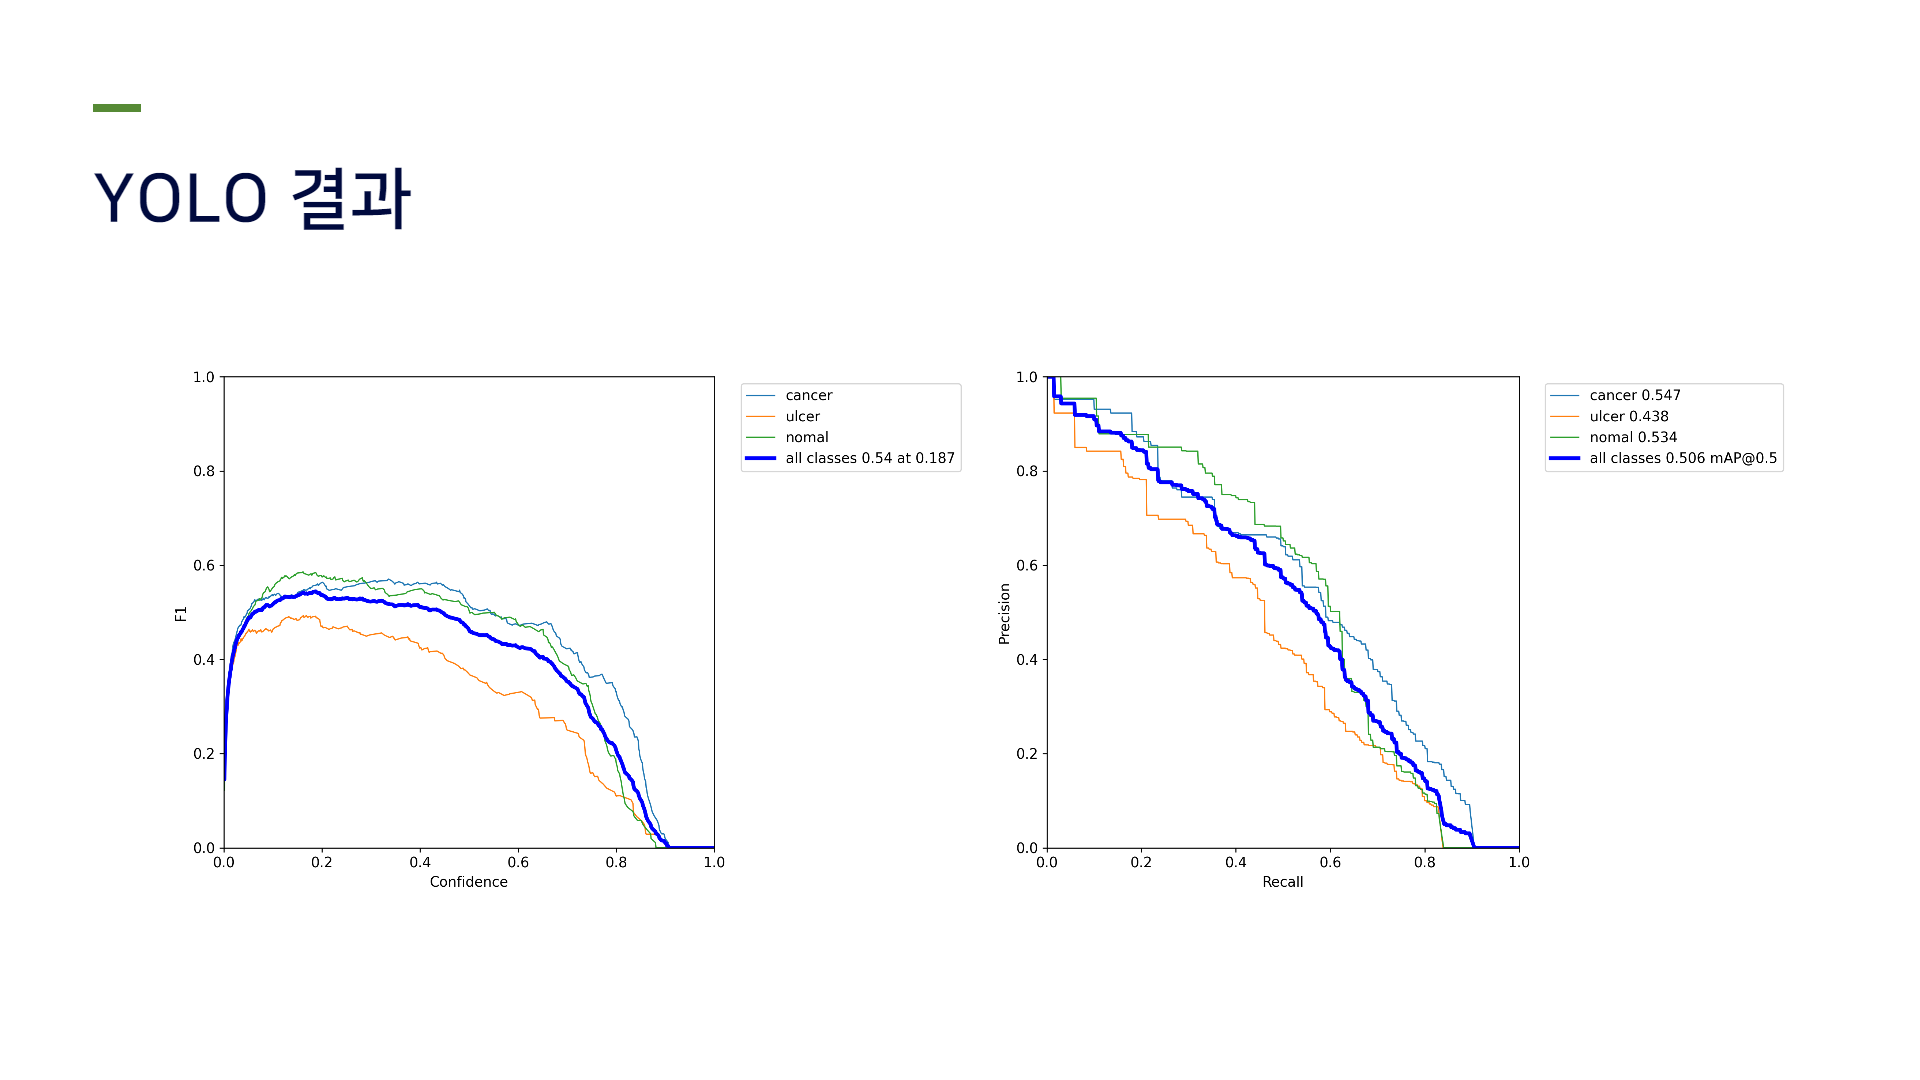 YOLO 결과
1.0
0.8
0.6
0.4
0.2
0.0
F1
0.0 0.2 0.4 0.6 0.8 1.0
Confidence
cancer
ulcer
nomal
all classes 0.54 at 0.187
1.0
0.8
0.6
0.4
0.2
0.0
Precision
0.0 0.2 0.4 0.6 0.8 1.0
Recall
cancer 0.547
ulcer 0.438
nomal 0.534
all classes 0.506 mAP@0.5